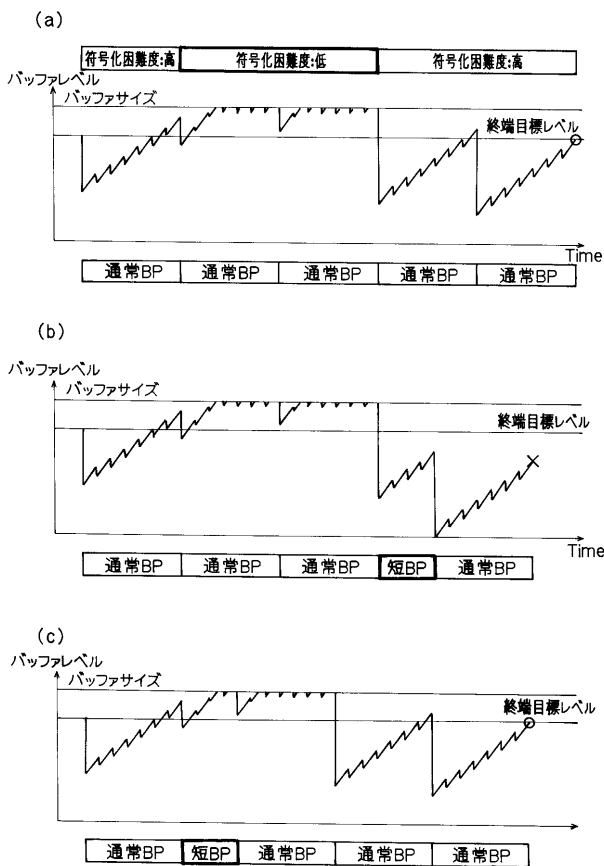 (a)
符号化困難度:高 符号化困難度:低 符号化困難度:高
バッファレベル
バッファサイズ
終端目標レベル
Time
通常BP 通常BP 通常BP 通常BP 通常BP
(b)
バッファレベル
バッファサイズ
終端目標レベル
Time
通常BP 通常BP 通常BP 短BP 通常BP
(c)
バッファレベル
バッファサイズ
終端目標レベル
通常BP 短BP 通常BP 通常BP 通常BP